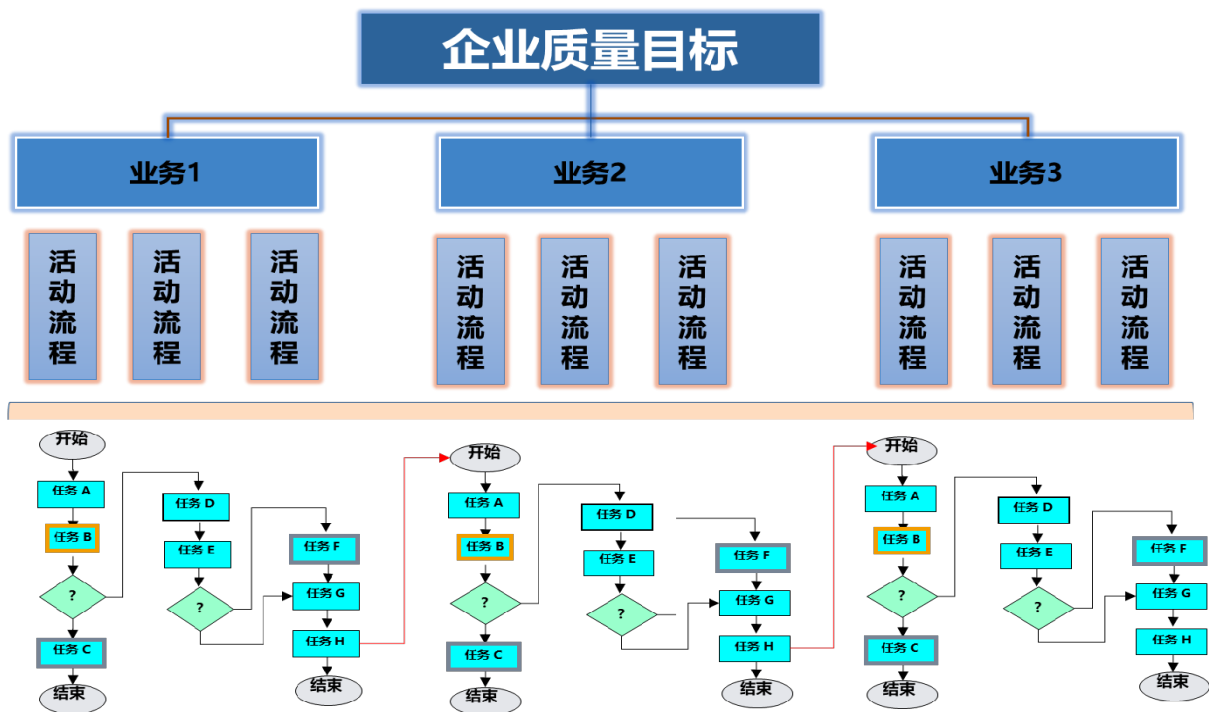 企业质量目标
业务1
业务2
业务3
活动流程
活动流程
活动流程
活动流程
活动流程
活动流程
活动流程
活动流程
活动流程
开始
任务 A
任务 B
?
任务 C
结束
任务 D
任务 E
?
任务 F
任务 G
任务 H
结束
开始
任务 A
任务 B
?
任务 C
结束
任务 D
任务 E
?
任务 F
任务 G
任务 H
结束
开始
任务 A
任务 B
?
任务 C
结束
任务 D
任务 E
?
任务 F
任务 G
任务 H
结束